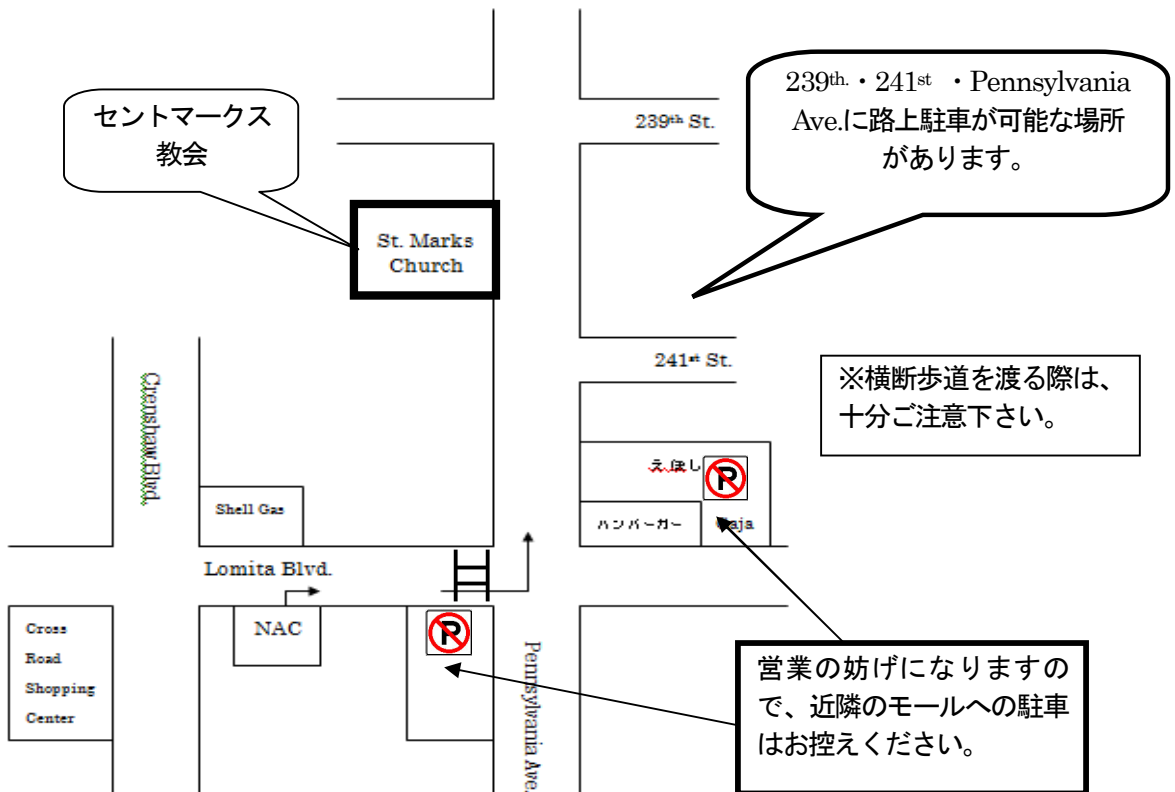 239th.・241st ・Pennsylvania
Ave.に路上駐車が可能な場所
があります。
セントマークス
教会
239th St.
St. Marks
Church
241st St.
※横断歩道を渡る際は、
十分ご注意下さい。
Crenshaw Blvd.
えぼし
P
Shell Gas
ハンバーガー
Gaja
Lomita Blvd.
NAC
P
Cross
Road
Shopping
Center
Pennsylvania Ave.
営業の妨げになりますの
で、近隣のモールへの駐車
はお控えください。